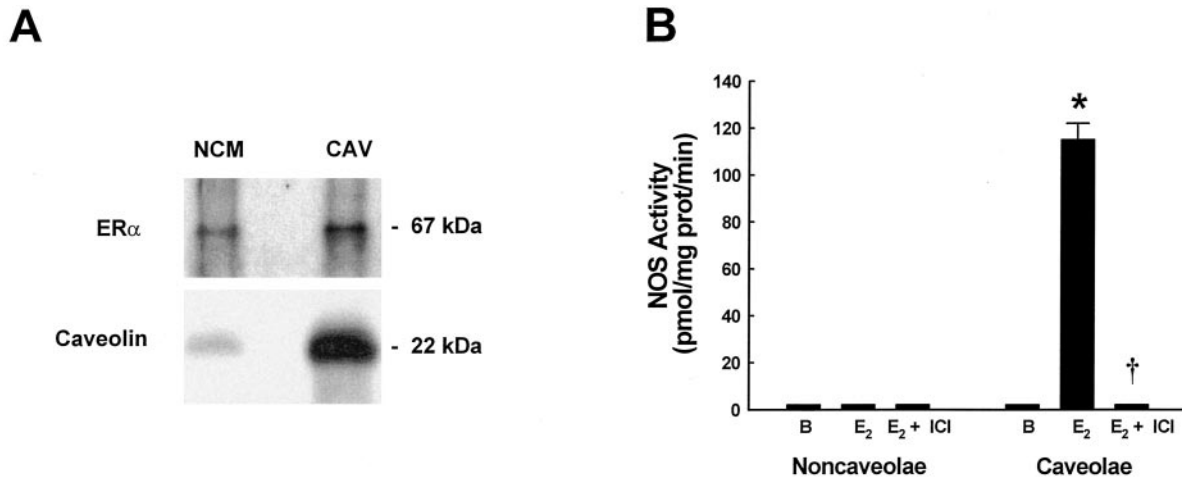 A
NCM CAV
ERα - 67 kDa
Caveolin - 22 kDa
B
NOS Activity
(pmol/mg prot/min)
140
120
100
80
60
40
20
0
*
†
B E₂ E₂ + ICI B E₂ E₂ + ICI
Noncaveolae Caveolae